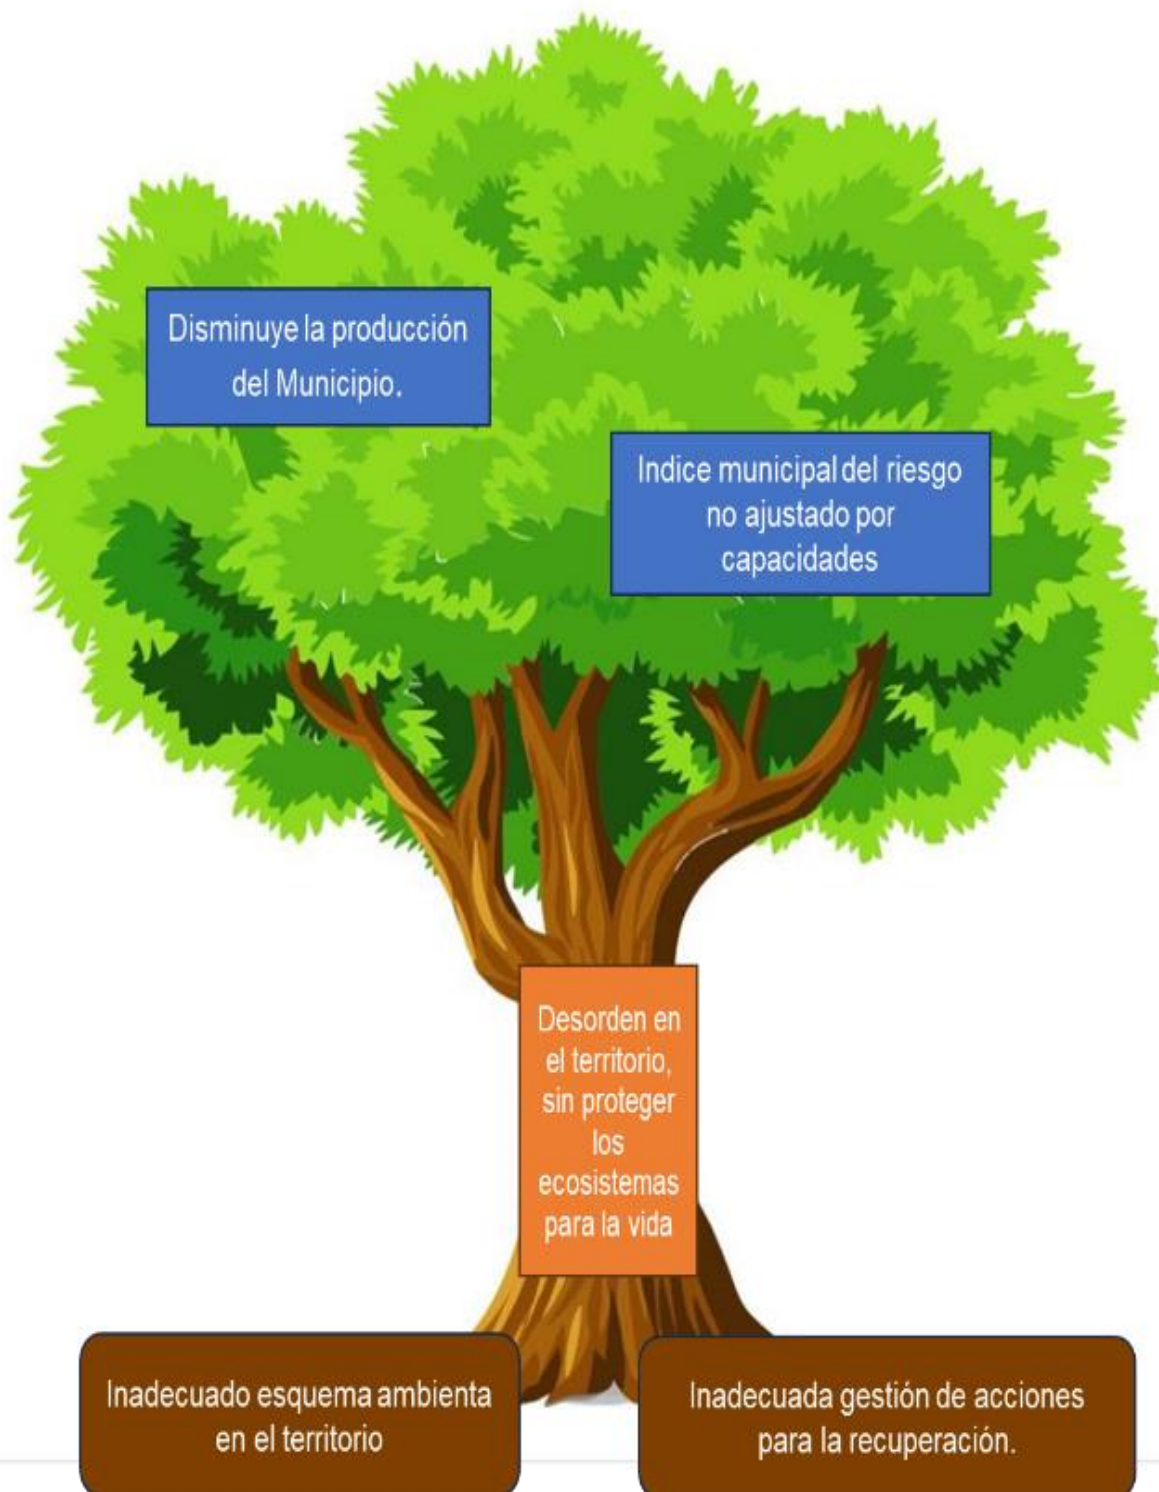 Disminuye la producción
del Municipio.
Indice municipal del riesgo
no ajustado por
capacidades
Desorden en
el territorio,
sin proteger
los
ecosistemas
para la vida
Inadecuado esquema ambienta
en el territorio
Inadecuada gestión de acciones
para la recuperación.